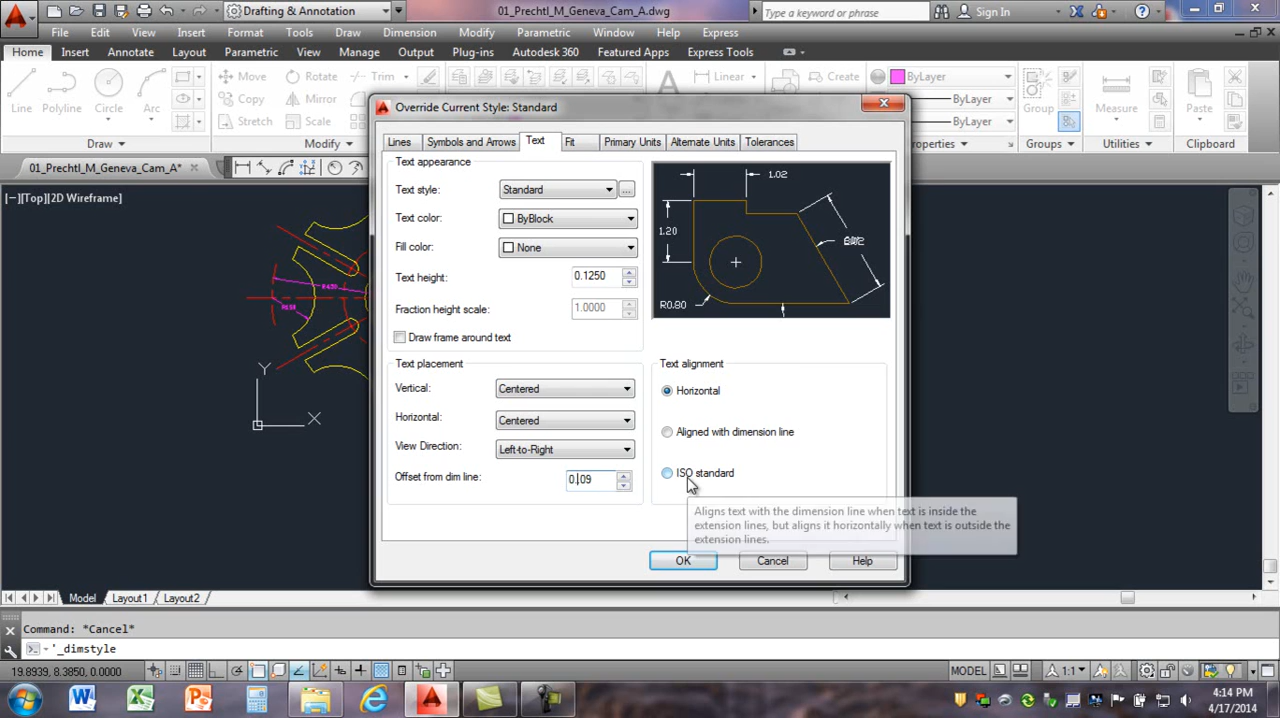 Drafting & Annotation
01_Prechtl_M_Geneva_Cam_A.dwg
Type a keyword or phrase
Sign In
File Edit View Insert Format Tools Draw Dimension Modify Parametric Window Help Express
Home Insert Annotate Layout Parametric View Manage Output Plug-ins Autodesk 360 Featured Apps Express Tools
Line Polyline Circle Arc
Move Rotate Trim
Copy Mirror
Stretch Scale
Linear
Create
ByLayer
ByLayer
ByLayer
Group Measure Paste
Draw Modify Properties Groups Utilities Clipboard
01_Prechtl_M_Geneva_Cam_A*
[−][Top][2D Wireframe]
Y
X
Override Current Style: Standard
Lines Symbols and Arrows Text Fit Primary Units Alternate Units Tolerances
Text appearance
Text style: Standard ...
Text color: ByBlock
Fill color: None
Text height: 0.1250
Fraction height scale: 1.0000
Draw frame around text
1.02
1.20
R0.80
Text placement
Vertical: Centered
Horizontal: Centered
View Direction: Left-to-Right
Offset from dim line: 0.09
Text alignment
Horizontal
Aligned with dimension line
ISO standard
Aligns text with the dimension line when text is inside the
extension lines, but aligns it horizontally when text is outside the
extension lines.
OK Cancel Help
Model Layout1 Layout2
Command: *Cancel*
'_dimstyle
19.8939, 8.3850, 0.0000
MODEL
1:1
4:14 PM
4/17/2014